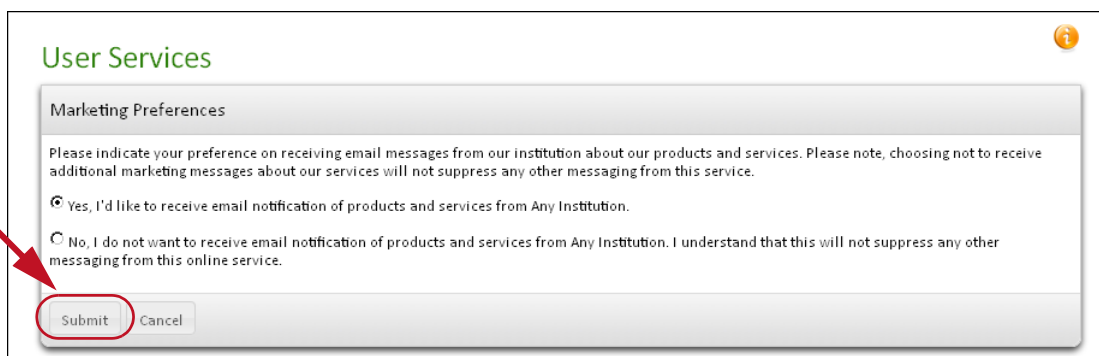 User Services
Marketing Preferences
Please indicate your preference on receiving email messages from our institution about our products and services. Please note, choosing not to receive
additional marketing messages about our services will not suppress any other messaging from this service.
Yes, I'd like to receive email notification of products and services from Any Institution.
No, I do not want to receive email notification of products and services from Any Institution. I understand that this will not suppress any other
messaging from this online service.
Submit Cancel